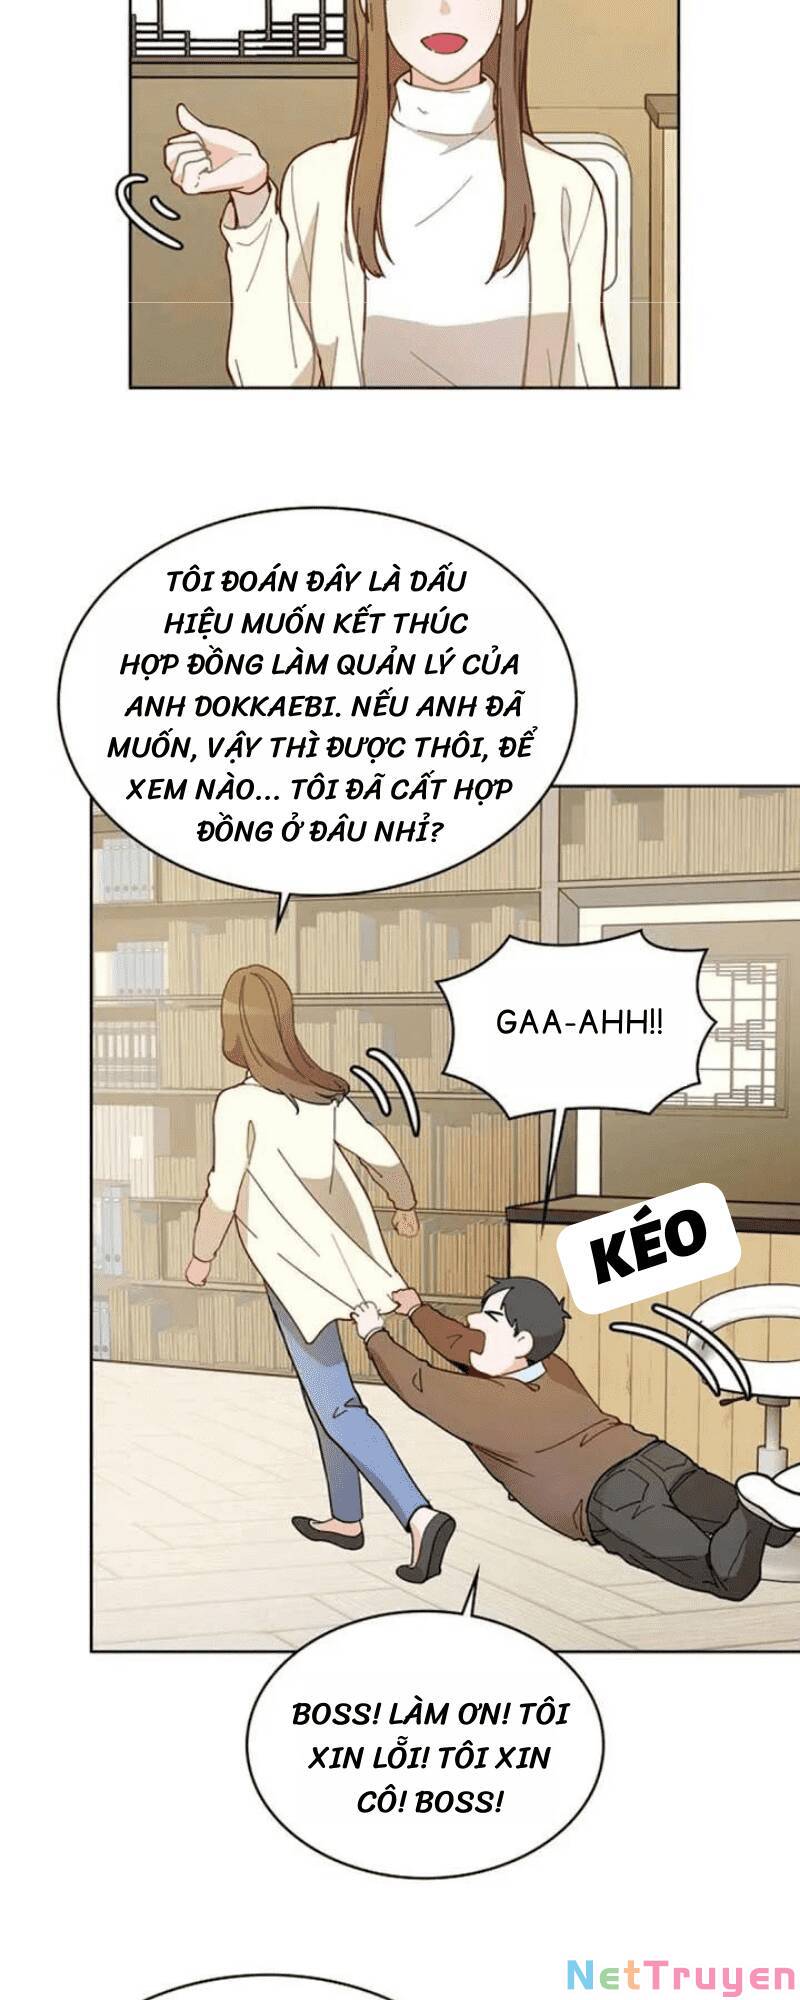 TÔI ĐOÁN ĐÂY LÀ DẤU
HIỆU MUỐN KẾT THÚC
HỢP ĐỒNG LÀM QUẢN LÝ CỦA
ANH DOKKAEBI. NẾU ANH ĐÃ
MUỐN, VẬY THÌ ĐƯỢC THÔI, ĐỂ
XEM NÀO... TÔI ĐÃ CẤT HỢP
ĐỒNG Ở ĐÂU NHỈ?
GAA-AHH!!
KÉO
BOSS! LÀM ƠN! TÔI
XIN LỖI! TÔI XIN
CÔ! BOSS!
NetTruyen